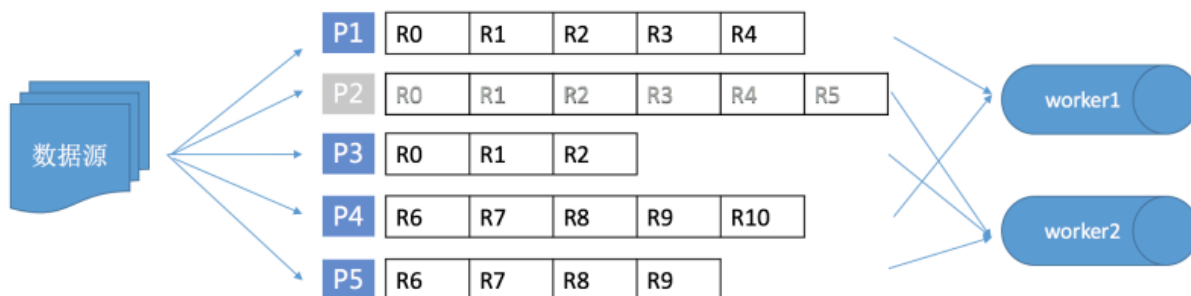 P1 R0 R1 R2 R3 R4
P2 R0 R1 R2 R3 R4 R5
数据源
P3 R0 R1 R2
P4 R6 R7 R8 R9 R10
P5 R6 R7 R8 R9
worker1
worker2